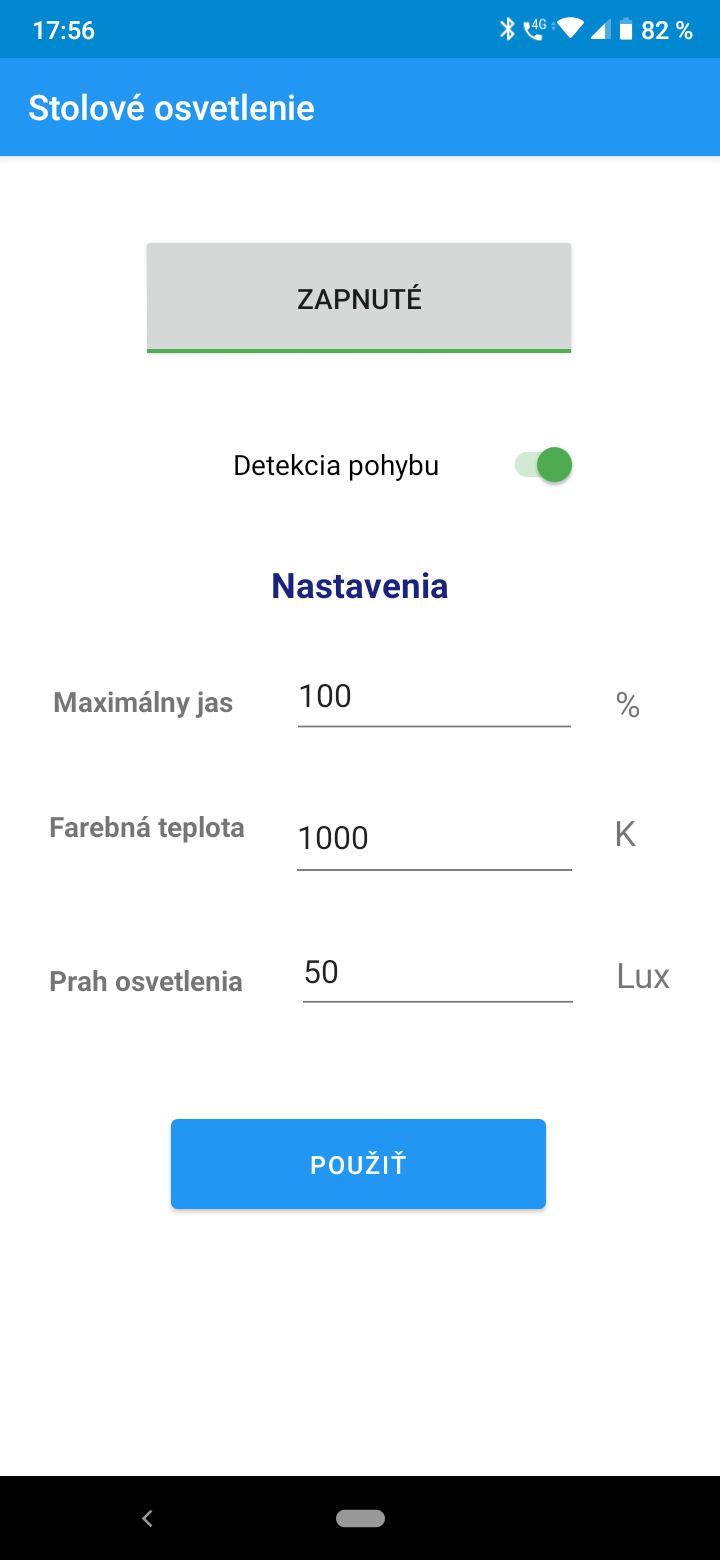 17:56 4G 82 %
Stolové osvetlenie
ZAPNUTÉ
Detekcia pohybu
Nastavenia
Maximálny jas 100 %
Farebná teplota 1000 K
Prah osvetlenia 50 Lux
POUŽIŤ